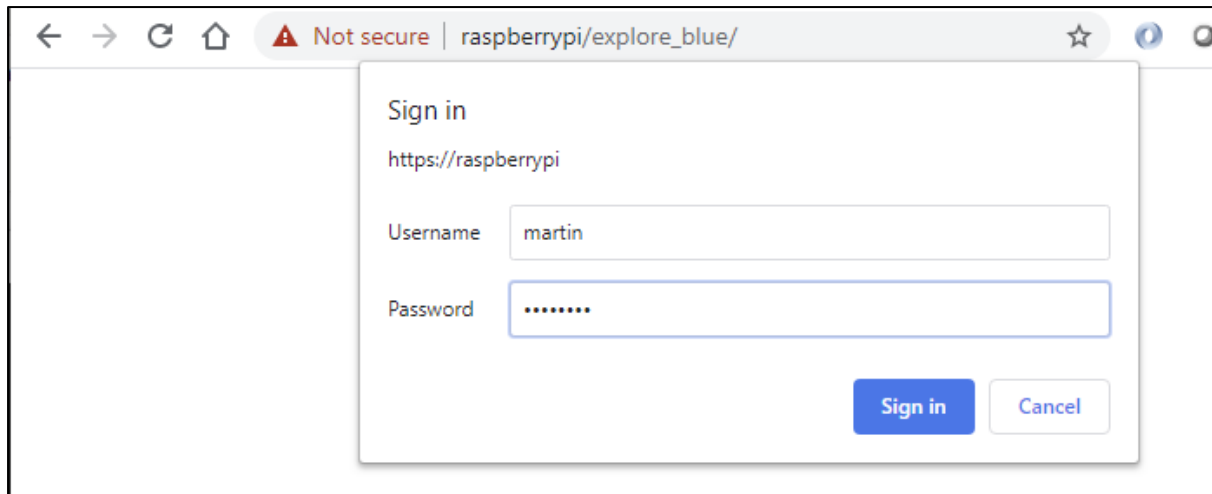 Not secure | raspberrypi/explore_blue/
Sign in
https://raspberrypi
Username martin
Password ••••••••
Sign in Cancel